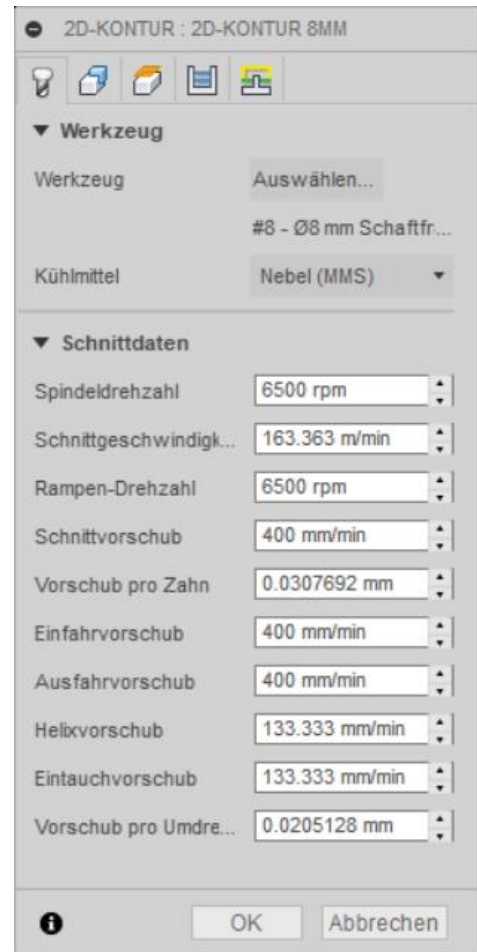 2D-KONTUR : 2D-KONTUR 8MM
Werkzeug
Werkzeug Auswählen...
#8 - Ø8 mm Schaftfr...
Kühlmittel Nebel (MMS)
Schnittdaten
Spindeldrehzahl 6500 rpm
Schnittgeschwindigk... 163.363 m/min
Rampen-Drehzahl 6500 rpm
Schnittvorschub 400 mm/min
Vorschub pro Zahn 0.0307692 mm
Einfahrvorschub 400 mm/min
Ausfahrvorschub 400 mm/min
Helixvorschub 133.333 mm/min
Eintauchvorschub 133.333 mm/min
Vorschub pro Umdre... 0.0205128 mm
OK Abbrechen